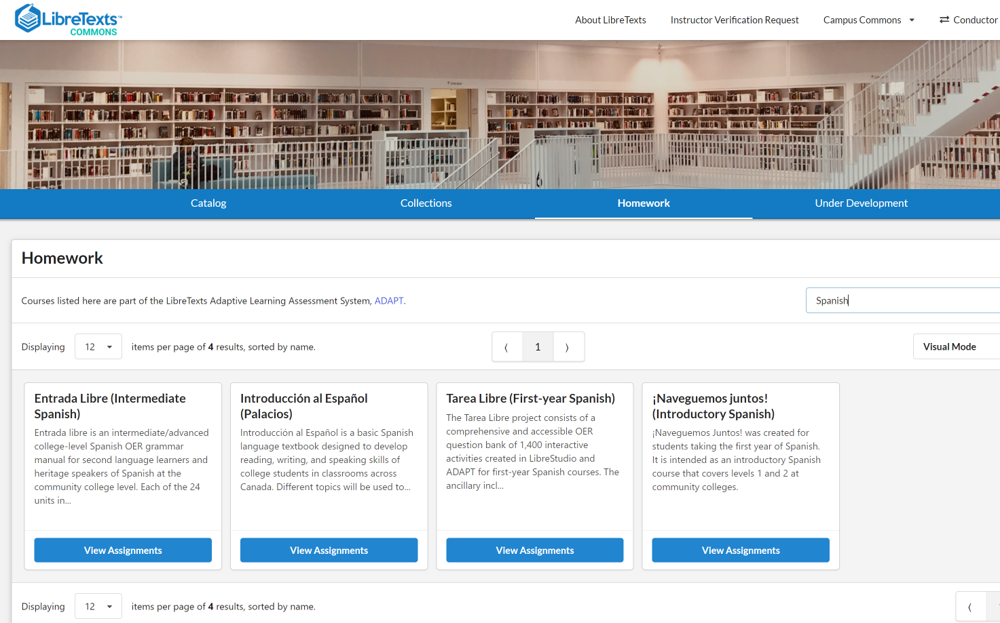 LibreTexts™
COMMONS
About LibreTexts
Instructor Verification Request
Campus Commons
Conductor
Catalog
Collections
Homework
Under Development
Homework
Courses listed here are part of the LibreTexts Adaptive Learning Assessment System, ADAPT.
Spanish
Displaying 12 items per page of 4 results, sorted by name.
⟨ 1 ⟩
Visual Mode
Entrada Libre (Intermediate
Spanish)
Entrada libre is an intermediate/advanced
college-level Spanish OER grammar
manual for second language learners and
heritage speakers of Spanish at the
community college level. Each of the 24
units in...
View Assignments
Introducción al Español
(Palacios)
Introducción al Español is a basic Spanish
language textbook designed to develop
reading, writing, and speaking skills of
college students in classrooms across
Canada. Different topics will be used to...
View Assignments
Tarea Libre (First-year Spanish)
The Tarea Libre project consists of a
comprehensive and accessible OER
question bank of 1,400 interactive
activities created in LibreStudio and
ADAPT for first-year Spanish courses. The
ancillary incl...
View Assignments
¡Naveguemos juntos!
(Introductory Spanish)
¡Naveguemos Juntos! was created for
students taking the first year of Spanish.
It is intended as an introductory Spanish
course that covers levels 1 and 2 at
community colleges.
View Assignments
Displaying 12 items per page of 4 results, sorted by name.
⟨